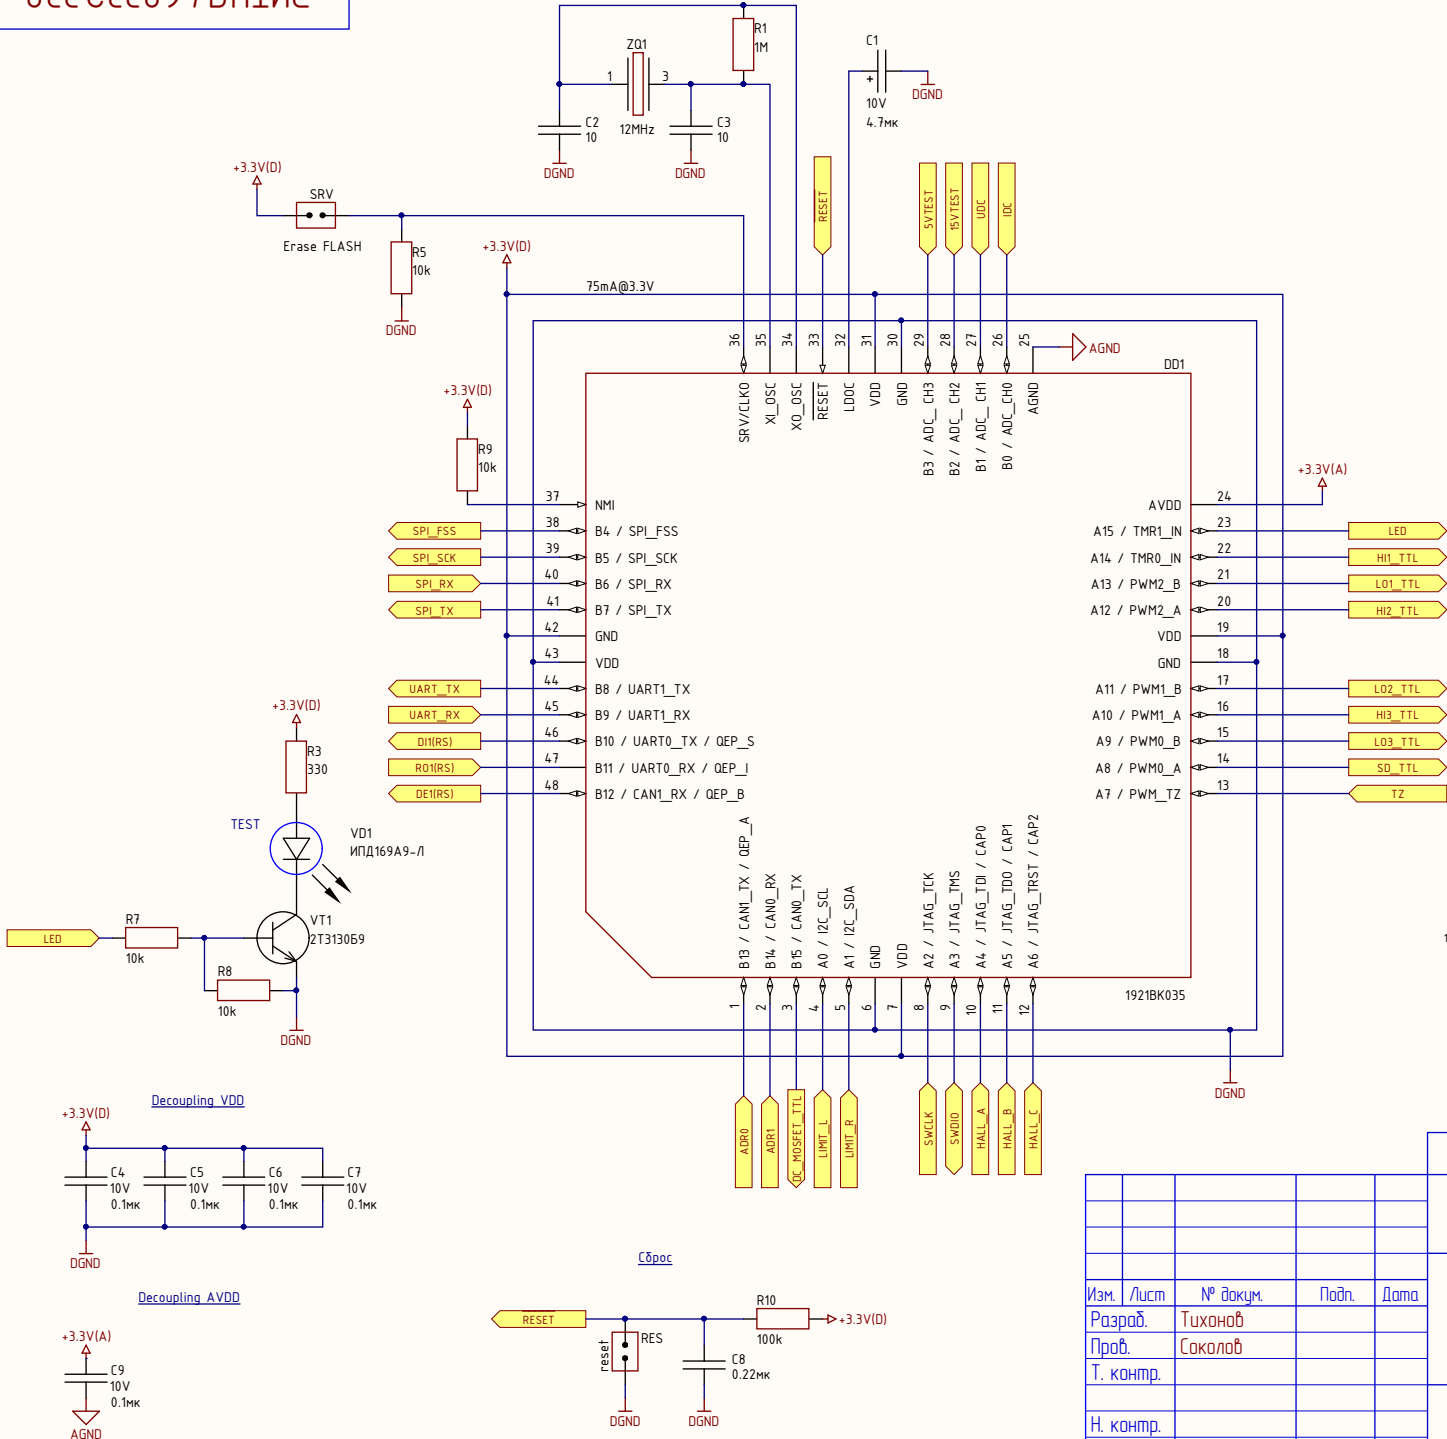 R1
1M
ZQ1
1
3
12MHz
C2
10
C3
10
DGND
DGND
C1
+
10V
4.7мк
DGND
+3.3V(D)
SRV
Erase FLASH
R5
10k
DGND
+3.3V(D)
75mA@3.3V
RESET
5VTEST
15VTEST
UDC
IDC
36
35
34
33
32
31
30
29
28
27
26
25
AGND
DD1
SRV/CLKO
XI_OSC
XO_OSC
RESET
LDOC
VDD
GND
B3 / ADC_ CH3
B2 / ADC_ CH2
B1 / ADC_ CH1
B0 / ADC_CH0
AGND
+3.3V(D)
R9
10k
37 NMI
SPI_FSS 38 B4 / SPI_FSS
SPI_SCK 39 B5 / SPI_SCK
SPI_RX 40 B6 / SPI_RX
SPI_TX 41 B7 / SPI_TX
42 GND
43 VDD
UART_TX 44 B8 / UART1_TX
UART_RX 45 B9 / UART1_RX
DI1(RS) 46 B10 / UART0_TX / QEP_S
RO1(RS) 47 B11 / UART0_RX / QEP_I
DE1(RS) 48 B12 / CAN1_RX / QEP_B
+3.3V(A)
AVDD 24
A15 / TMR1_IN 23 LED
A14 / TMR0_IN 22 HI1_TTL
A13 / PWM2_B 21 LO1_TTL
A12 / PWM2_A 20 HI2_TTL
VDD 19
GND 18
A11 / PWM1_B 17 LO2_TTL
A10 / PWM1_A 16 HI3_TTL
A9 / PWM0_B 15 LO3_TTL
A8 / PWM0_A 14 SD_TTL
A7 / PWM_TZ 13 TZ
B13 / CAN1_TX / QEP_A
B14 / CAN0_RX
B15 / CAN0_TX
A0 / I2C_SCL
A1 / I2C_SDA
GND
VDD
A2 / JTAG_TCK
A3 / JTAG_TMS
A4 / JTAG_TDI / CAP0
A5 / JTAG_TDO / CAP1
A6 / JTAG_TRST / CAP2
1921ВК035
1
2
3
4
5
6
7
8
9
10
11
12
ADR0
ADR1
DC_MOSFET_TTL
LIMIT_L
LIMIT_R
SWCLK
SWDIO
HALL_A
HALL_B
HALL_C
DGND
+3.3V(D)
R3
330
TEST
VD1
ИПД169А9-Л
VT1
2Т3130Б9
LED
R7
10k
R8
10k
DGND
Decoupling VDD
+3.3V(D)
C4
10V
0.1мк
C5
10V
0.1мк
C6
10V
0.1мк
C7
10V
0.1мк
DGND
Decoupling AVDD
+3.3V(A)
C9
10V
0.1мк
AGND
Сброс
RESET
reset
RES
R10
100k
+3.3V(D)
C8
0.22мк
DGND
DGND
Изм. Лист № докум. Подп. Дата
Разраб. Тихонов
Пров. Соколов
Т. контр.
Н. контр.